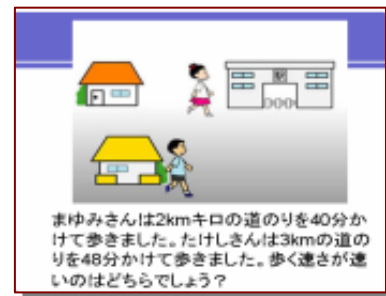 まゆみさんは2kmキロの道のりを40分か
けて歩きました。たけしさんは3kmの道の
りを48分かけて歩きました。歩く速さが速
いのはどちらでしょう？